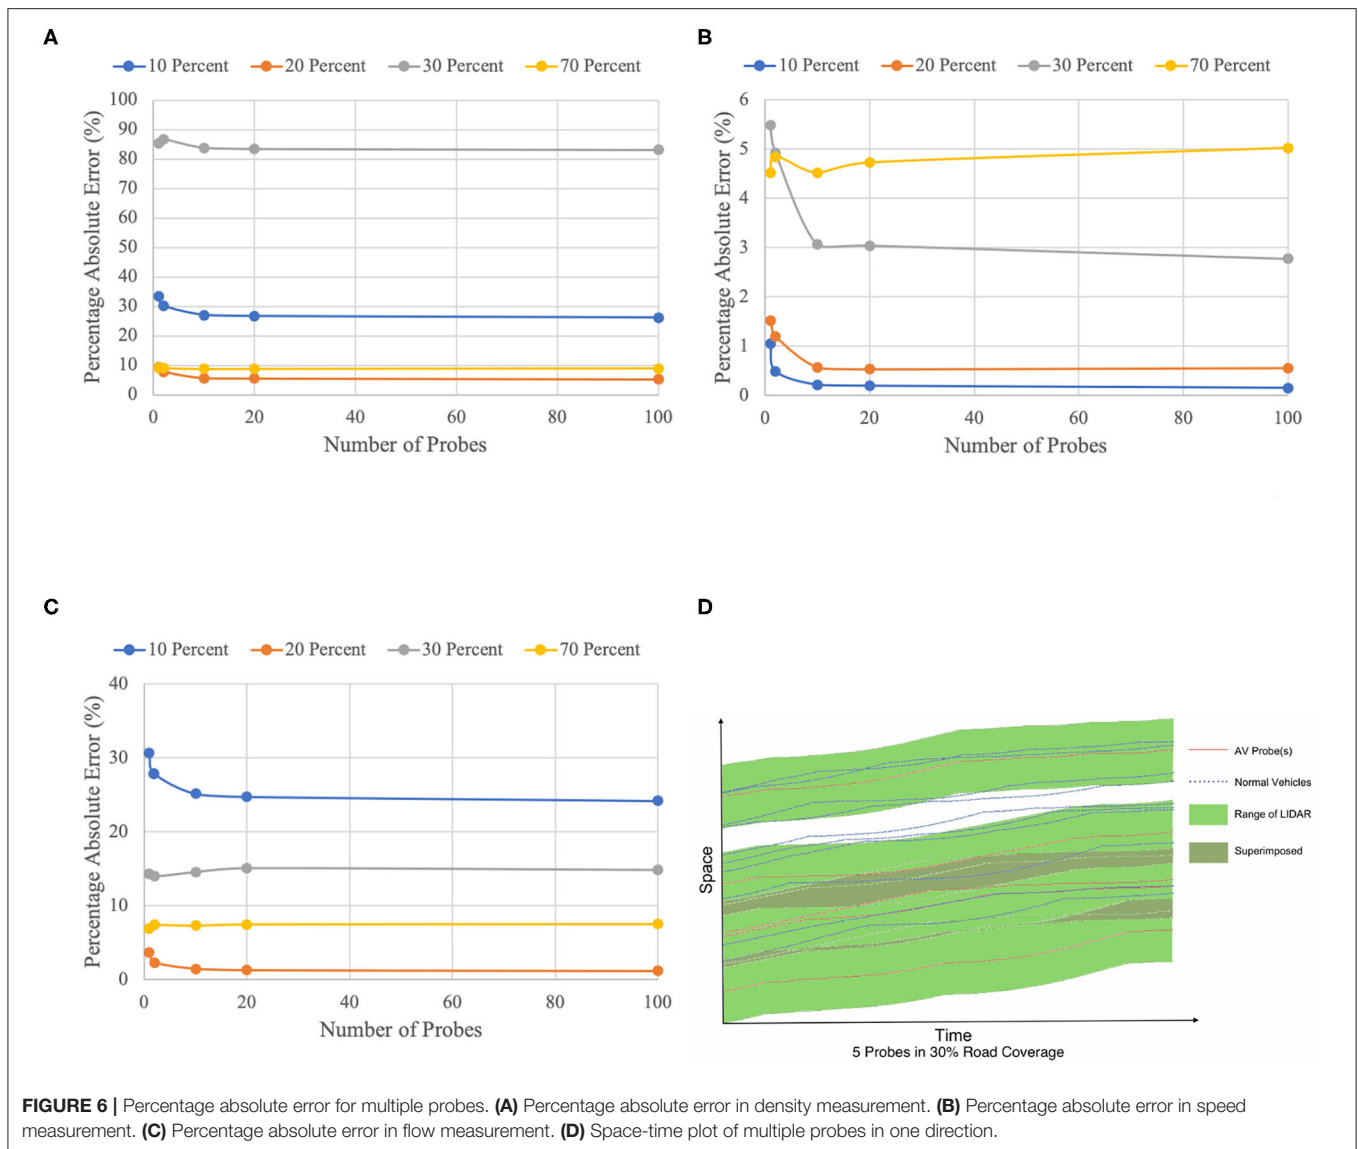 A
10 Percent 20 Percent 30 Percent 70 Percent
Percentage Absolute Error (%)
100
90
80
70
60
50
40
30
20
10
0
0 20 40 60 80 100
Number of Probes
B
10 Percent 20 Percent 30 Percent 70 Percent
Percentage Absolute Error (%)
6
5
4
3
2
1
0
0 20 40 60 80 100
Number of Probes
C
10 Percent 20 Percent 30 Percent 70 Percent
Percentage Absolute Error (%)
40
30
20
10
0
0 20 40 60 80 100
Number of Probes
D
Space
AV Probe(s)
Normal Vehicles
Range of LIDAR
Superimposed
Time
5 Probes in 30% Road Coverage
FIGURE 6 | Percentage absolute error for multiple probes. (A) Percentage absolute error in density measurement. (B) Percentage absolute error in speed
measurement. (C) Percentage absolute error in flow measurement. (D) Space-time plot of multiple probes in one direction.